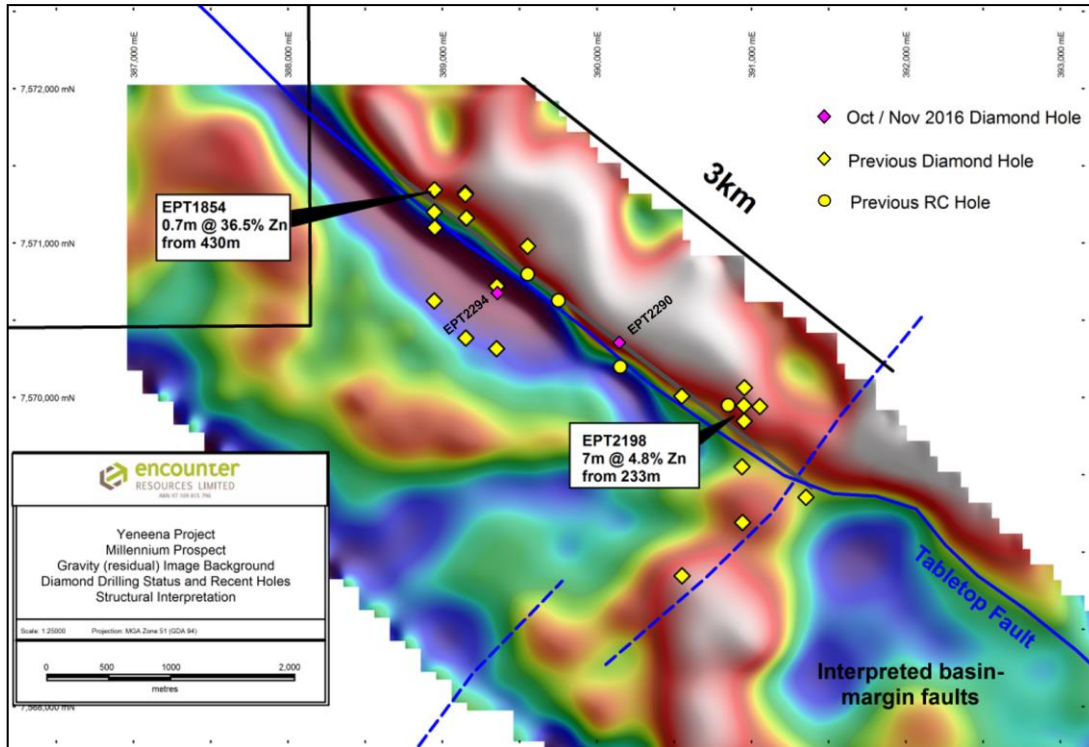 387,000 mE
388,000 mE
389,000 mE
390,000 mE
391,000 mE
392,000 mE
393,000 mE
7,572,000 mN
7,571,000 mN
7,570,000 mN
7,568,000 mN
Oct / Nov 2016 Diamond Hole
Previous Diamond Hole
Previous RC Hole
3km
EPT1854
0.7m @ 36.5% Zn
from 430m
EPT2294
EPT2290
EPT2198
7m @ 4.8% Zn
from 233m
Tabletop Fault
Interpreted basin-
margin faults
encounter
RESOURCES LIMITED
Yeneena Project
Millennium Prospect
Gravity (residual) Image Background
Diamond Drilling Status and Recent Holes
Structural Interpretation
Scale: 1:25000 Projection: MGA Zone 51 (GDA 94)
0 500 1000 2,000
metres